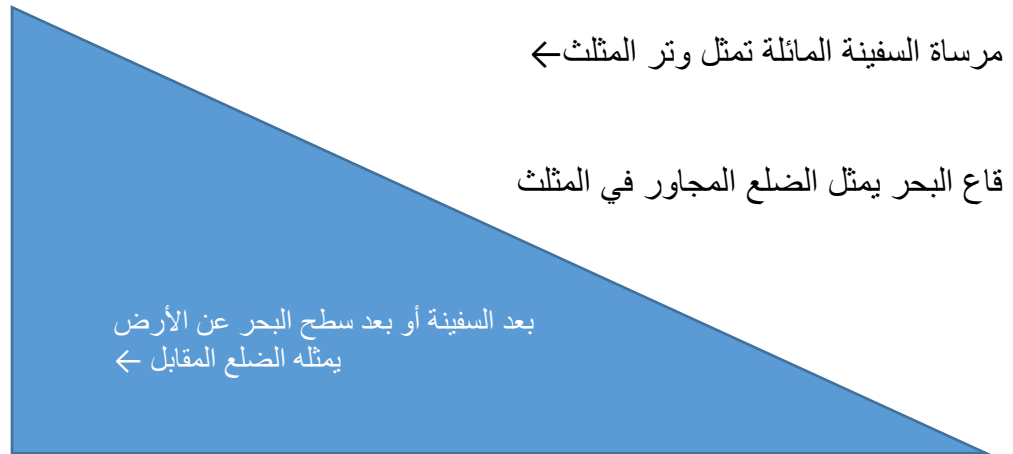 مرساة السفينة المائلة تمثل وتر المثلث←
قاع البحر يمثل الضلع المجاور في المثلث
بعد السفينة أو بعد سطح البحر عن الأرض
يمثله الضلع المقابل ←